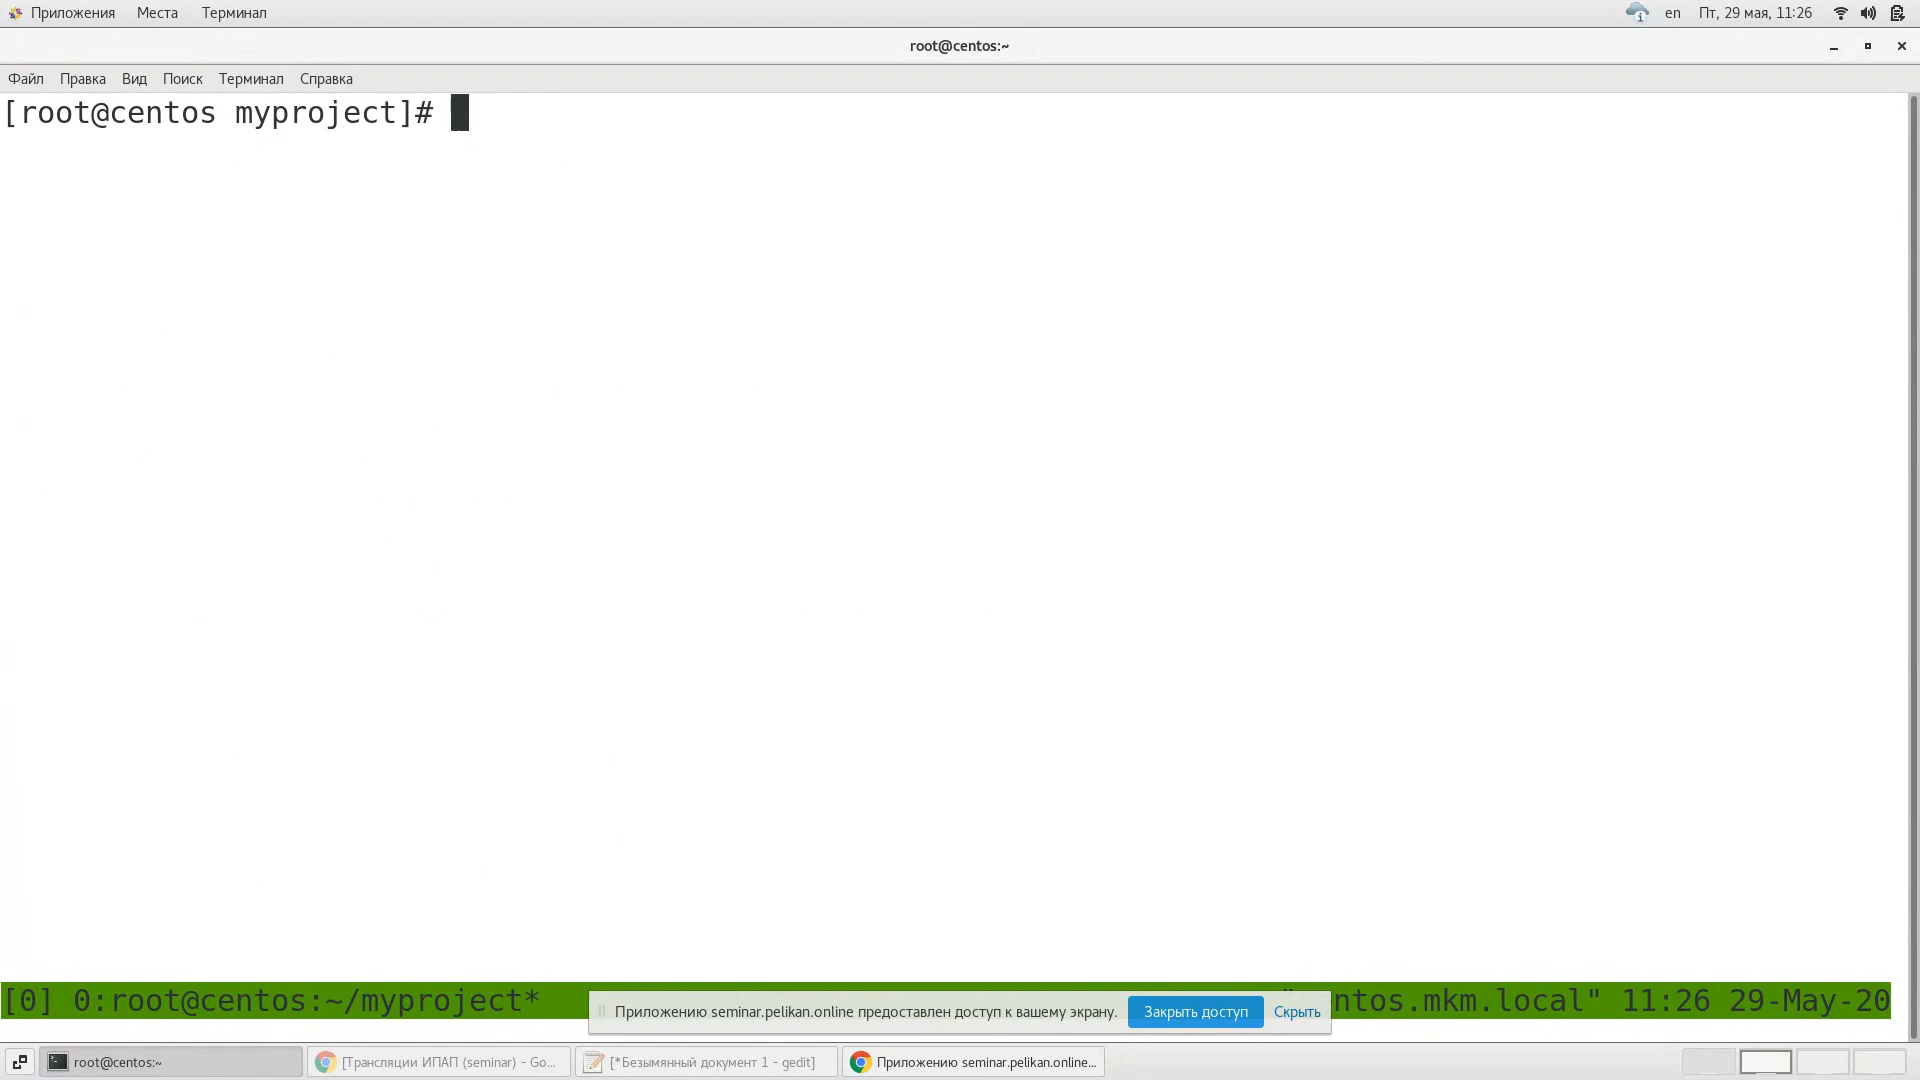 Приложения Места Терминал en Пт, 29 мая, 11:26
root@centos:~
Файл Правка Вид Поиск Терминал Справка
[root@centos myproject]#
[0] 0:root@centos:~/myproject* entos.mkm.local" 11:26 29-May-20
Приложению seminar.pelikan.online предоставлен доступ к вашему экрану. Закрыть доступ Скрыть
root@centos:~ [Трансляции ИПАП (seminar) - Go... [*Безымянный документ 1 - gedit] Приложению seminar.pelikan.online...